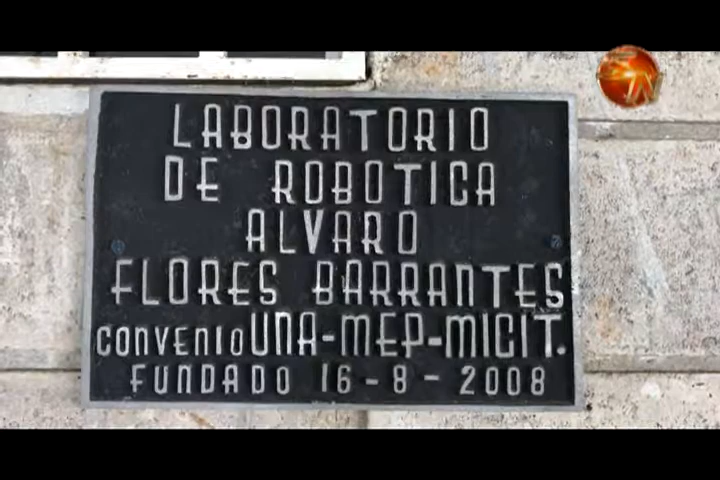 LABORATORIO
DE ROBOTICA
ALVARO
FLORES BARRANTES
CONVENIO UNA-MEP-MICIT.
FUNDADO 16-8-2008